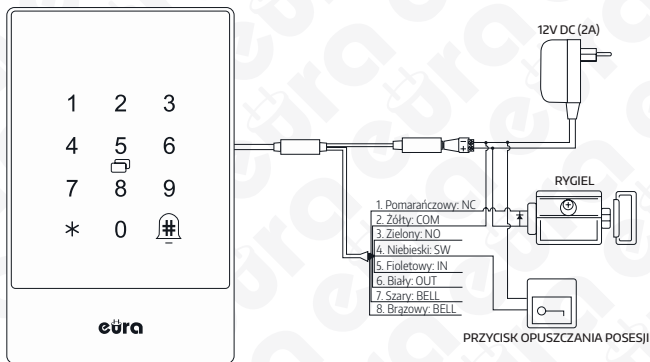 12V DC (2A)
1 2 3
4 5 6
7 8 9
* 0 #
eura
RYGIEL
1. Pomarańczowy: NC
2. Żółty: COM
3. Zielony: NO
4. Niebieski: SW
5. Fioletowy: IN
6. Biały: OUT
7. Szary: BELL
8. Brązowy: BELL
PRZYCISK OPUSZCZANIA POSESJI